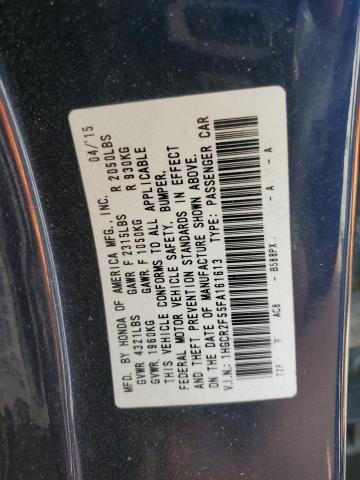 MFD. BY HONDA OF AMERICA MFG., INC. 04/15
GVWR 4321LBS GAWR F 2315LBS R 2050LBS
GVWR 1960KG GAWR F 1050KG R 930KG
THIS VEHICLE CONFORMS TO ALL APPLICABLE
FEDERAL MOTOR VEHICLE SAFETY, BUMPER,
AND THEFT PREVENTION STANDARDS IN EFFECT
ON THE DATE OF MANUFACTURE SHOWN ABOVE.
V.I.N.: 1HGCR2F55FA161613 TYPE: PASSENGER CAR
T2F F ACB - B588PX - A - A